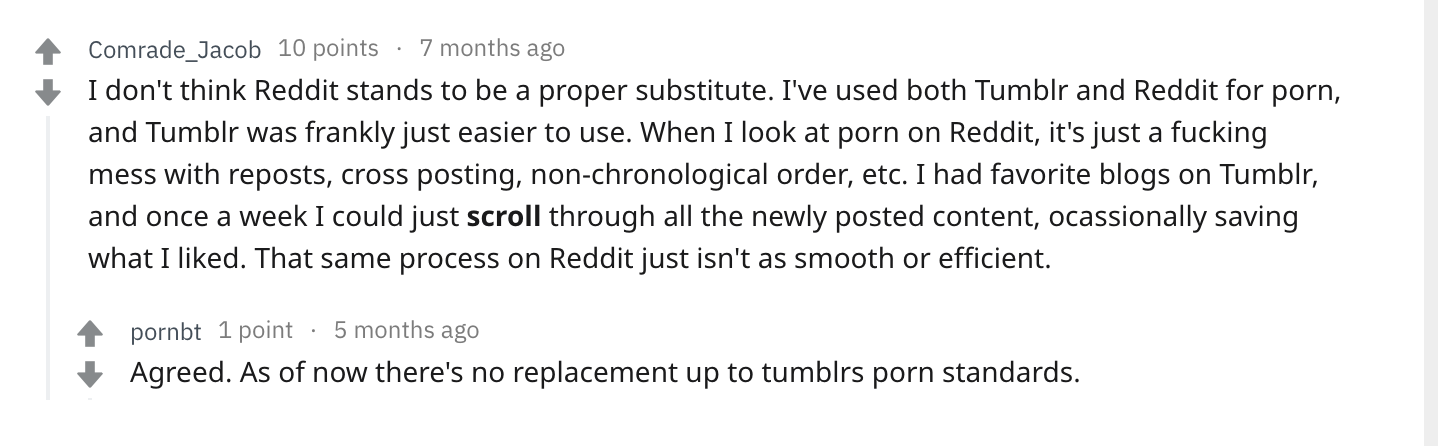 Comrade_Jacob 10 points · 7 months ago
I don't think Reddit stands to be a proper substitute. I've used both Tumblr and Reddit for porn,
and Tumblr was frankly just easier to use. When I look at porn on Reddit, it's just a fucking
mess with reposts, cross posting, non-chronological order, etc. I had favorite blogs on Tumblr,
and once a week I could just scroll through all the newly posted content, ocassionally saving
what I liked. That same process on Reddit just isn't as smooth or efficient.
pornbt 1 point · 5 months ago
Agreed. As of now there's no replacement up to tumblrs porn standards.